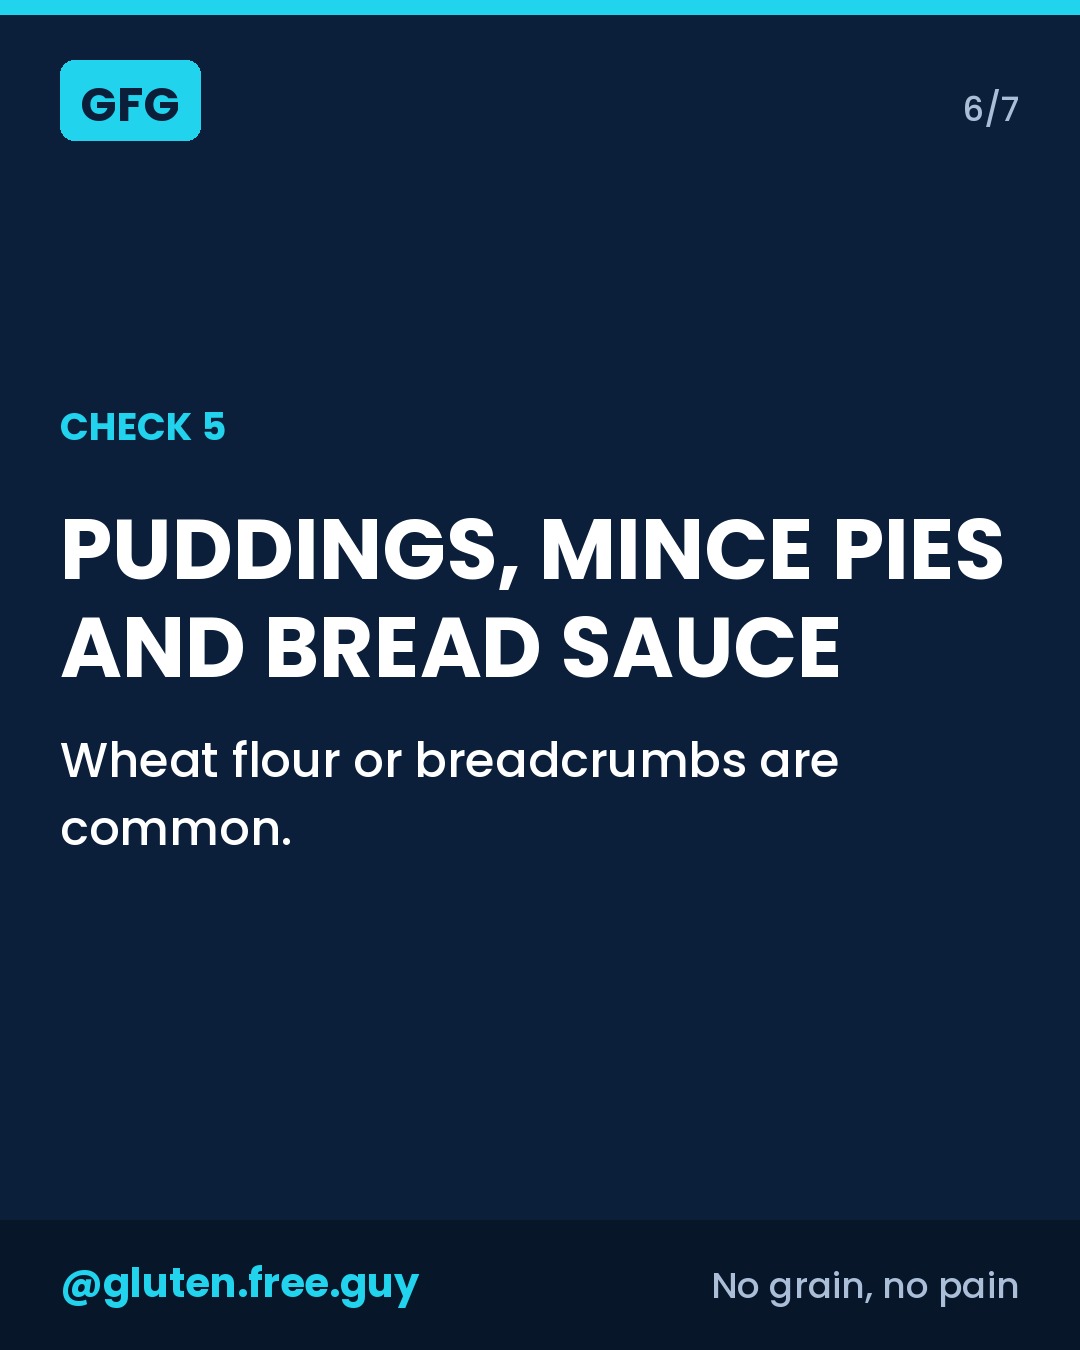 GFG
6/7
CHECK 5
PUDDINGS, MINCE PIES
AND BREAD SAUCE
Wheat flour or breadcrumbs are
common.
@gluten.free.guy
No grain, no pain